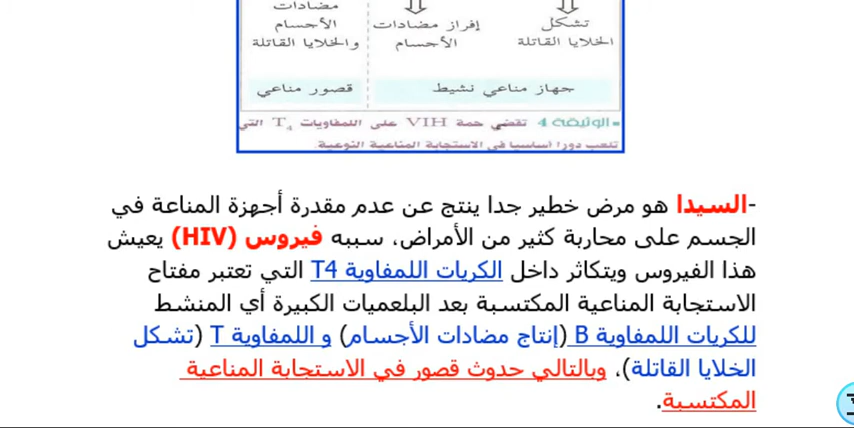 مضادات
تشكل
إفراز مضادات
الأجسام
الخلايا القاتلة
الأجسام
والخلايا القاتلة
جهاز مناعي نشيط
قصور مناعي
الوثيقة 4 تقضي حمة VIH على اللمفاويات T4 التي
تلعب دورا أساسيا في الاستجابة المناعية النوعية
-السيدا هو مرض خطير جدا ينتج عن عدم مقدرة أجهزة المناعة في
الجسم على محاربة كثير من الأمراض، سببه فيروس (HIV) يعيش
هذا الفيروس ويتكاثر داخل الكريات اللمفاوية T4 التي تعتبر مفتاح
الاستجابة المناعية المكتسبة بعد البلعميات الكبيرة أي المنشط
للكريات اللمفاوية B (إنتاج مضادات الأجسام) و اللمفاوية T (تشكل
الخلايا القاتلة)، وبالتالي حدوث قصور في الاستجابة المناعية
المكتسبة.